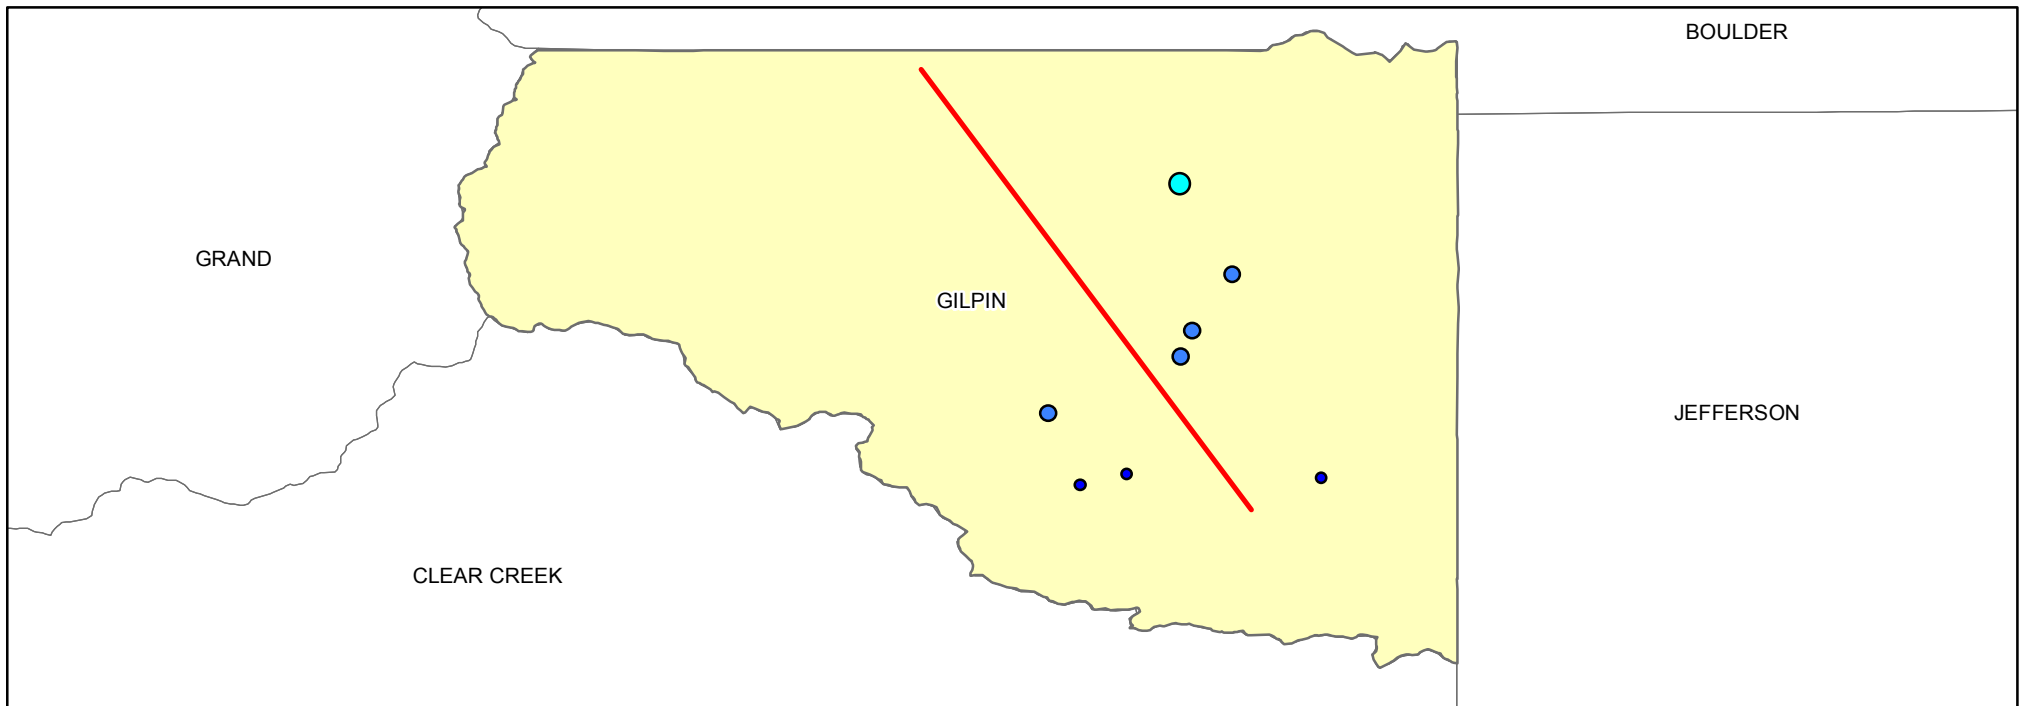 BOULDER
GRAND
GILPIN
JEFFERSON
CLEAR CREEK